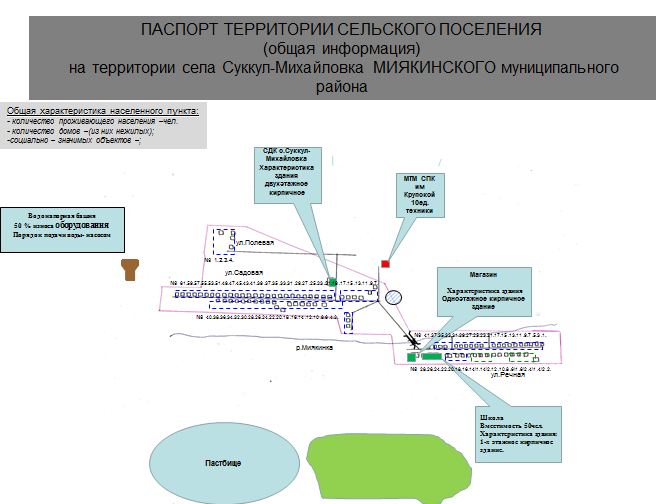 ПАСПОРТ ТЕРРИТОРИИ СЕЛЬСКОГО ПОСЕЛЕНИЯ
(общая информация)
на территории села Суккул-Михайловка МИЯКИНСКОГО муниципального
района
Общая характеристика населенного пункта:
- количество проживающего населения –чел.
- количество домов –(из них нежилых);
-социально – значимых объектов –;
СДК с.Суккул-
Михайловка
Характеристика
здания
двухэтажное
кирпичное
МТМ СПК
им
Крупской
10ед.
техники
Водонапорная башня
50 % износа оборудования
Порядок подачи воды- насосом
ул.Полевая
№ 1.2.3.4.
ул.Садовая
Магазин
Характеристика здания
Одноэтажное кирпичное
здание
р.Миякинка
ул.Речная
Школа
Вместимость 50чел.
Характеристика здания:
1-х этажное кирпичное
здание.
Пастбище